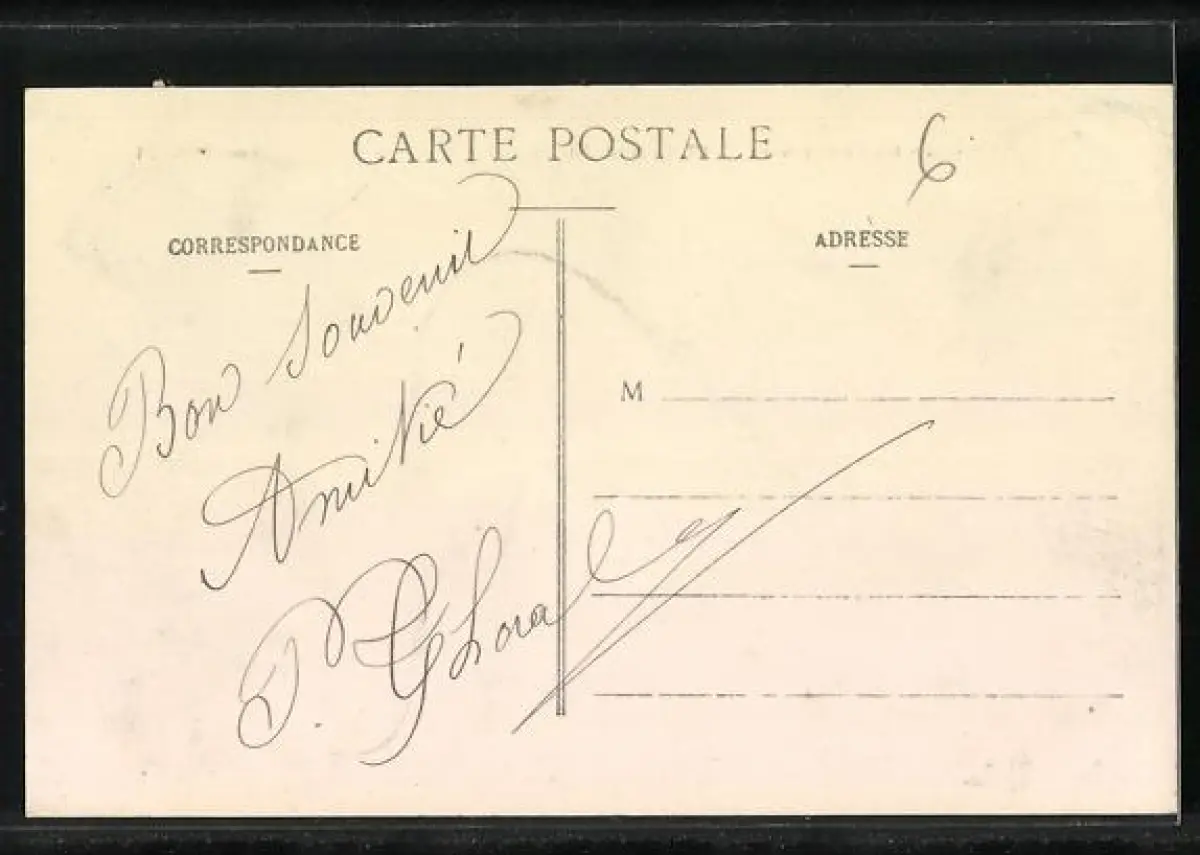 CARTE POSTALE
6
CORRESPONDANCE
ADRESSE
Bon Souvenir
Amitié
M